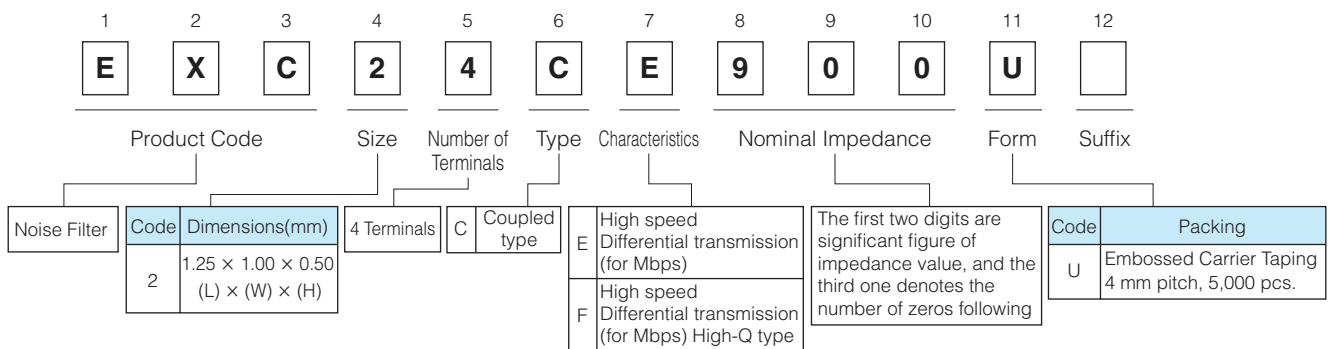 1 2 3 4 5 6 7 8 9 10 11 12
E X C 2 4 C E 9 0 0 U
Product Code Size Number of Terminals Type Characteristics Nominal Impedance Form Suffix
Noise Filter
Code Dimensions(mm)
2 1.25 × 1.00 × 0.50
(L) × (W) × (H)
4 Terminals
C Coupled
type
E High speed
Differential transmission
(for Mbps)
F High speed
Differential transmission
(for Mbps) High-Q type
The first two digits are
significant figure of
impedance value, and the
third one denotes the
number of zeros following
Code Packing
U Embossed Carrier Taping
4 mm pitch, 5,000 pcs.